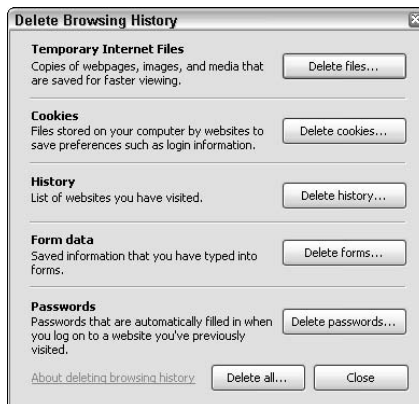 Delete Browsing History
Temporary Internet Files
Copies of webpages, images, and media that
are saved for faster viewing.
Delete files...
Cookies
Files stored on your computer by websites to
save preferences such as login information.
Delete cookies...
History
List of websites you have visited.
Delete history...
Form data
Saved information that you have typed into
forms.
Delete forms...
Passwords
Passwords that are automatically filled in when
you log on to a website you've previously
visited.
Delete passwords...
About deleting browsing history
Delete all...
Close